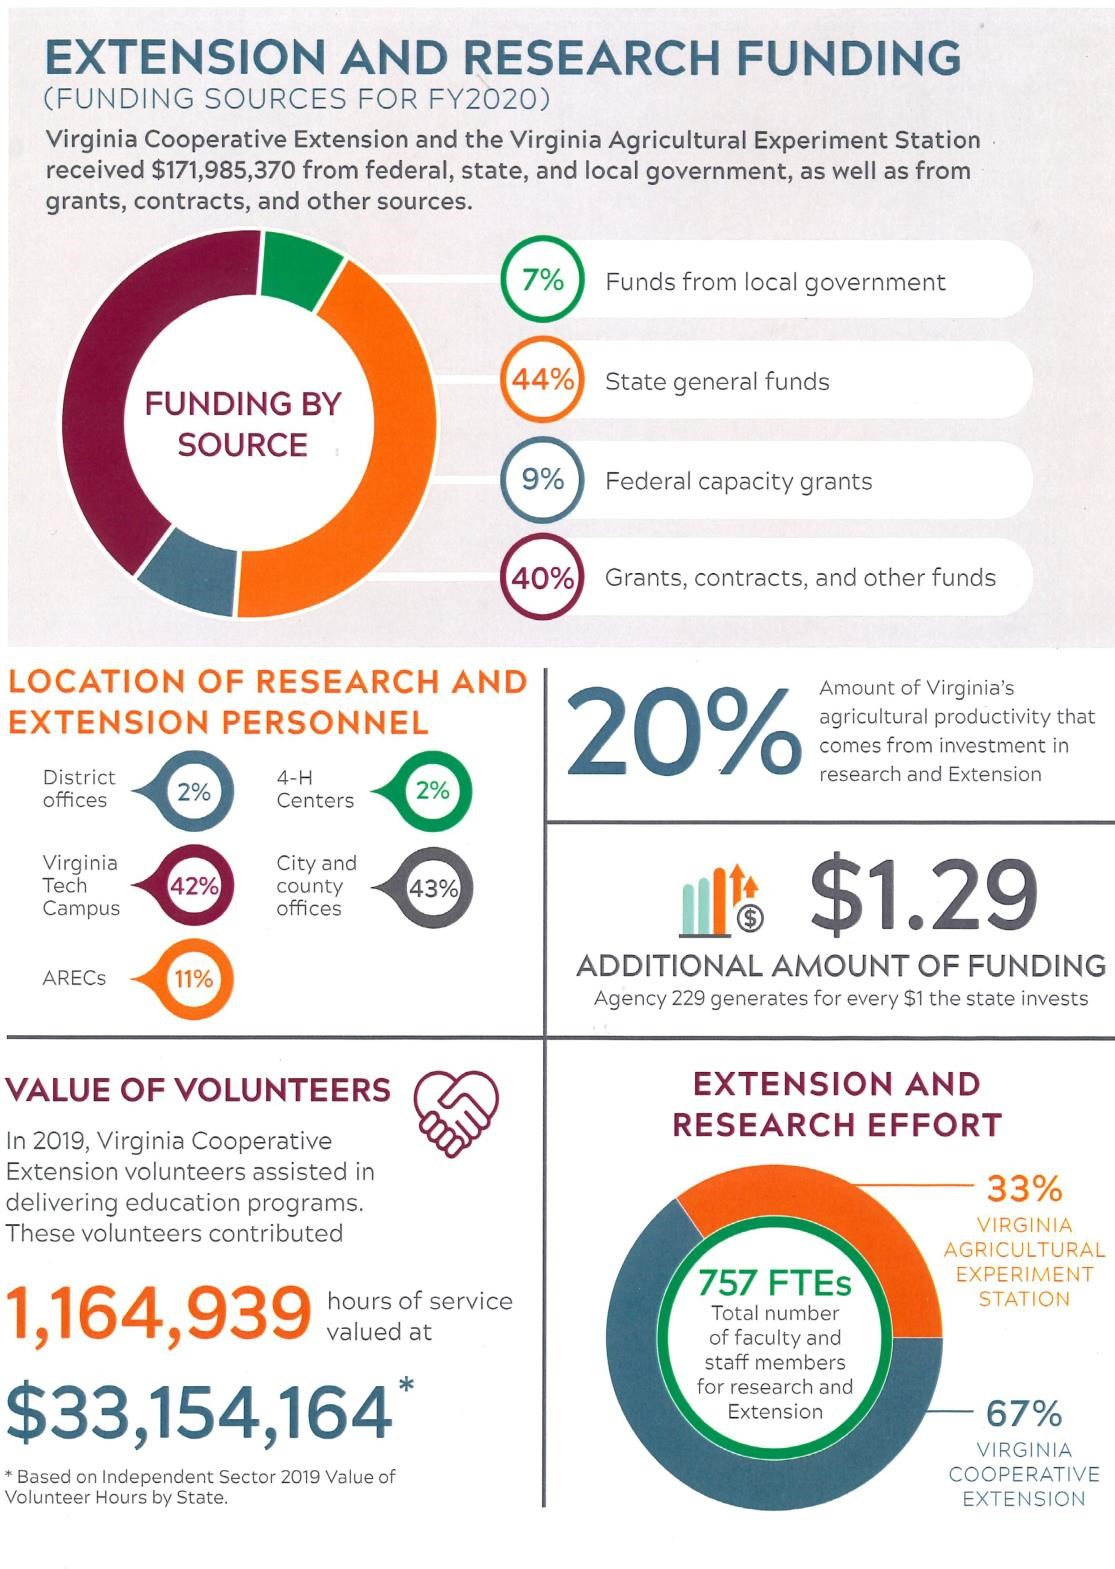 EXTENSION AND RESEARCH FUNDING
(FUNDING SOURCES FOR FY2020)
Virginia Cooperative Extension and the Virginia Agricultural Experiment Station
received $171,985,370 from federal, state, and local government, as well as from
grants, contracts, and other sources.
FUNDING BY
SOURCE
7% Funds from local government
44% State general funds
9% Federal capacity grants
40% Grants, contracts, and other funds
LOCATION OF RESEARCH AND
EXTENSION PERSONNEL
District
offices
2%
4-H
Centers
2%
Virginia
Tech
Campus
42%
City and
county
offices
43%
ARECs
11%
20%
Amount of Virginia's
agricultural productivity that
comes from investment in
research and Extension
$1.29
ADDITIONAL AMOUNT OF FUNDING
Agency 229 generates for every $1 the state invests
VALUE OF VOLUNTEERS
In 2019, Virginia Cooperative
Extension volunteers assisted in
delivering education programs.
These volunteers contributed
1,164,939
hours of service
valued at
$33,154,164*
* Based on Independent Sector 2019 Value of
Volunteer Hours by State.
EXTENSION AND
RESEARCH EFFORT
757 FTEs
Total number
of faculty and
staff members
for research and
Extension
33%
VIRGINIA
AGRICULTURAL
EXPERIMENT
STATION
67%
VIRGINIA
COOPERATIVE
EXTENSION